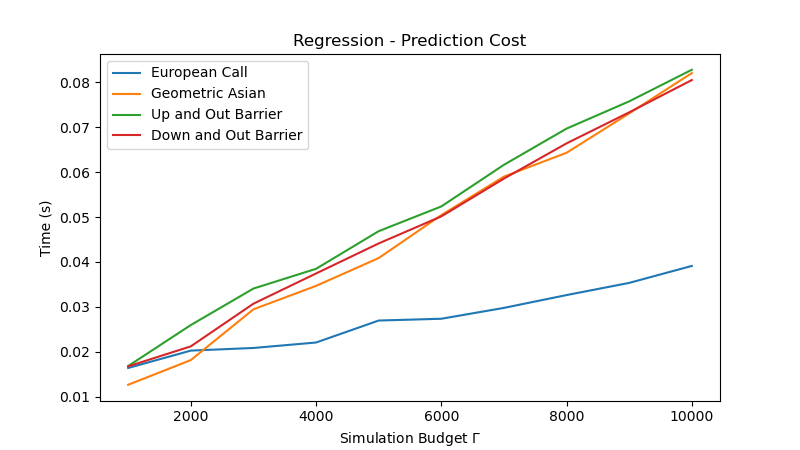 Regression - Prediction Cost
European Call
Geometric Asian
Up and Out Barrier
Down and Out Barrier
Time (s)
0.08
0.07
0.06
0.05
0.04
0.03
0.02
0.01
2000 4000 6000 8000 10000
Simulation Budget Γ